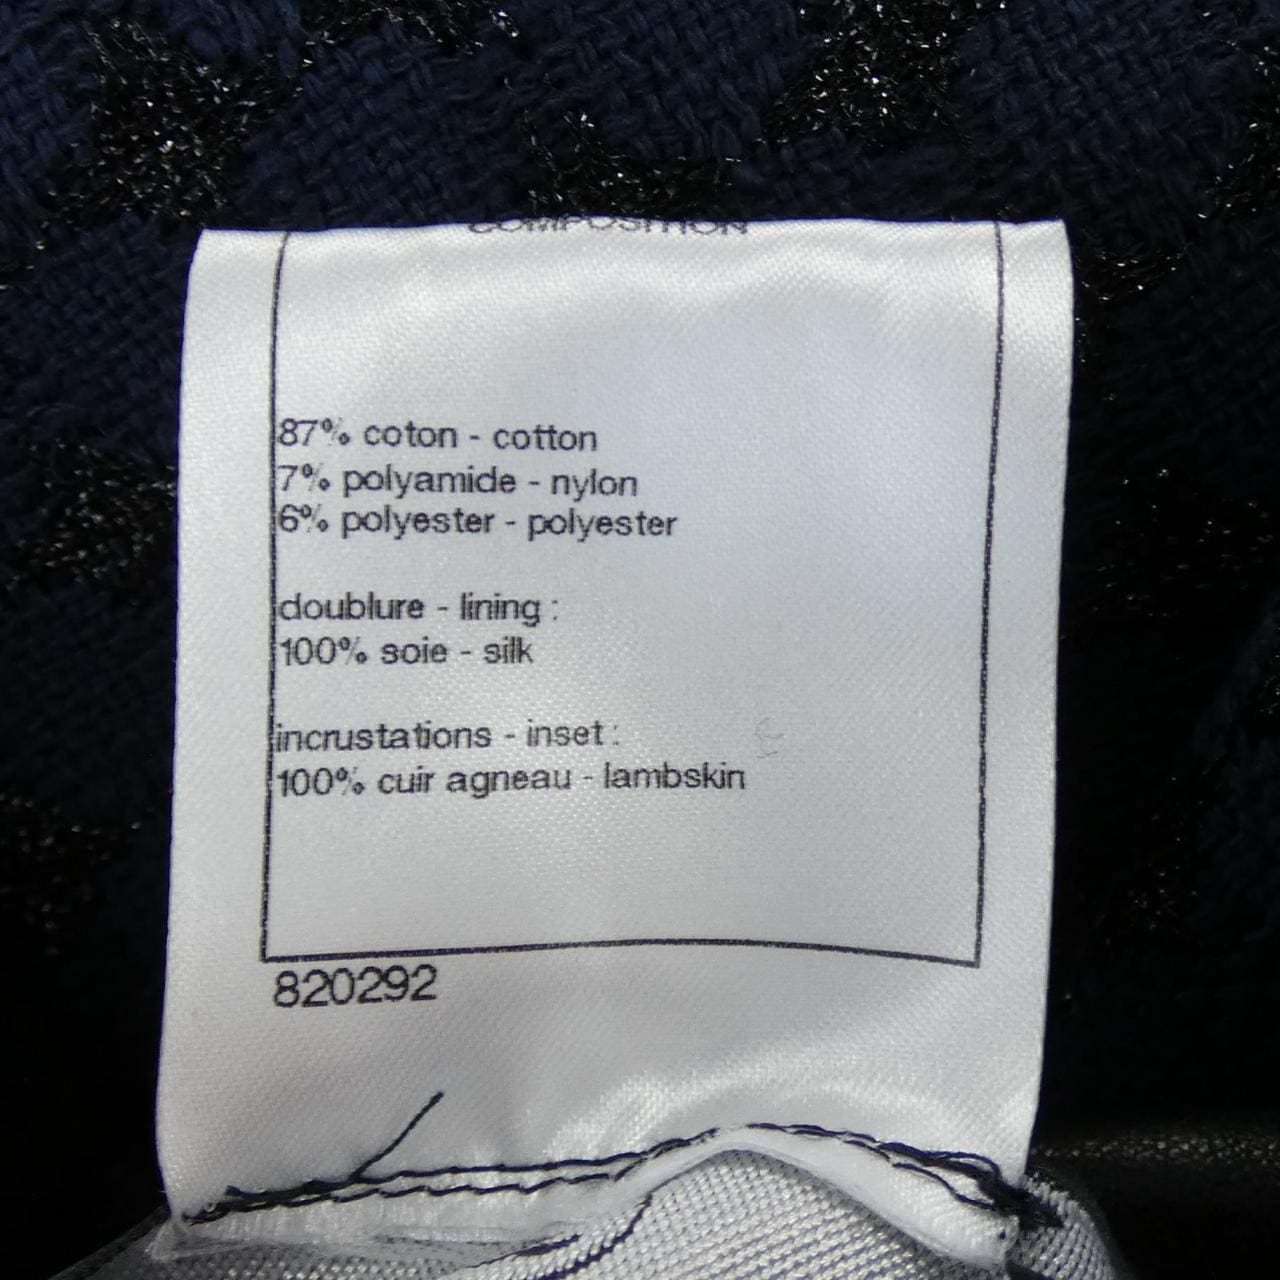 COMPOSITION
87% coton - cotton
7% polyamide - nylon
6% polyester - polyester
doublure - lining :
100% soie - silk
incrustations - inset :
100% cuir agneau - lambskin
820292